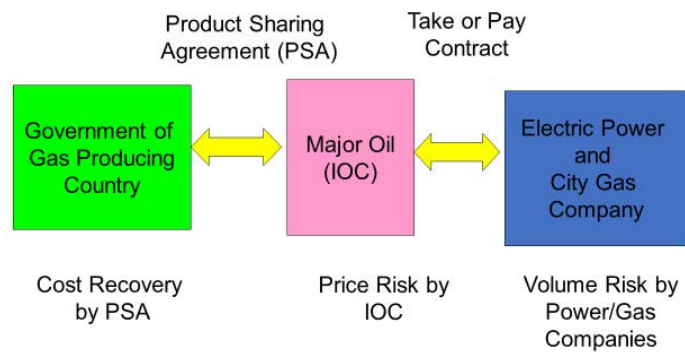 Product Sharing
Agreement (PSA)
Take or Pay
Contract
Government of
Gas Producing
Country
Major Oil
(IOC)
Electric Power
and
City Gas
Company
Cost Recovery
by PSA
Price Risk by
IOC
Volume Risk by
Power/Gas
Companies